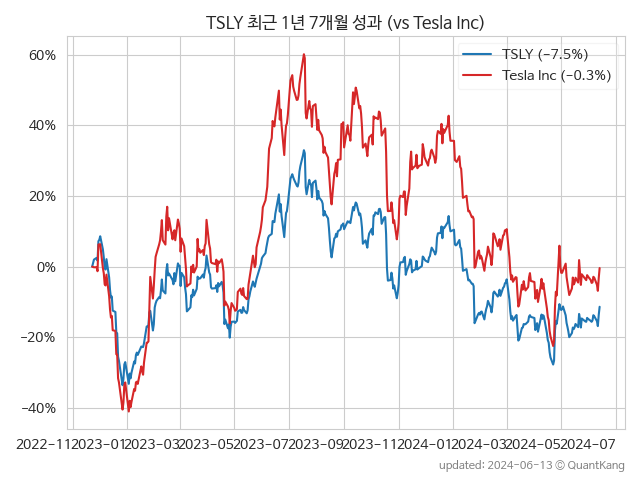 TSLY 최근 1년 7개월 성과 (vs Tesla Inc)
TSLY (−7.5%)
Tesla Inc (−0.3%)
60%
40%
20%
0%
−20%
−40%
2022−11 2023−01 2023−03 2023−05 2023−07 2023−09 2023−11 2024−01 2024−03 2024−05 2024−07
updated: 2024-06-13 © QuantKang